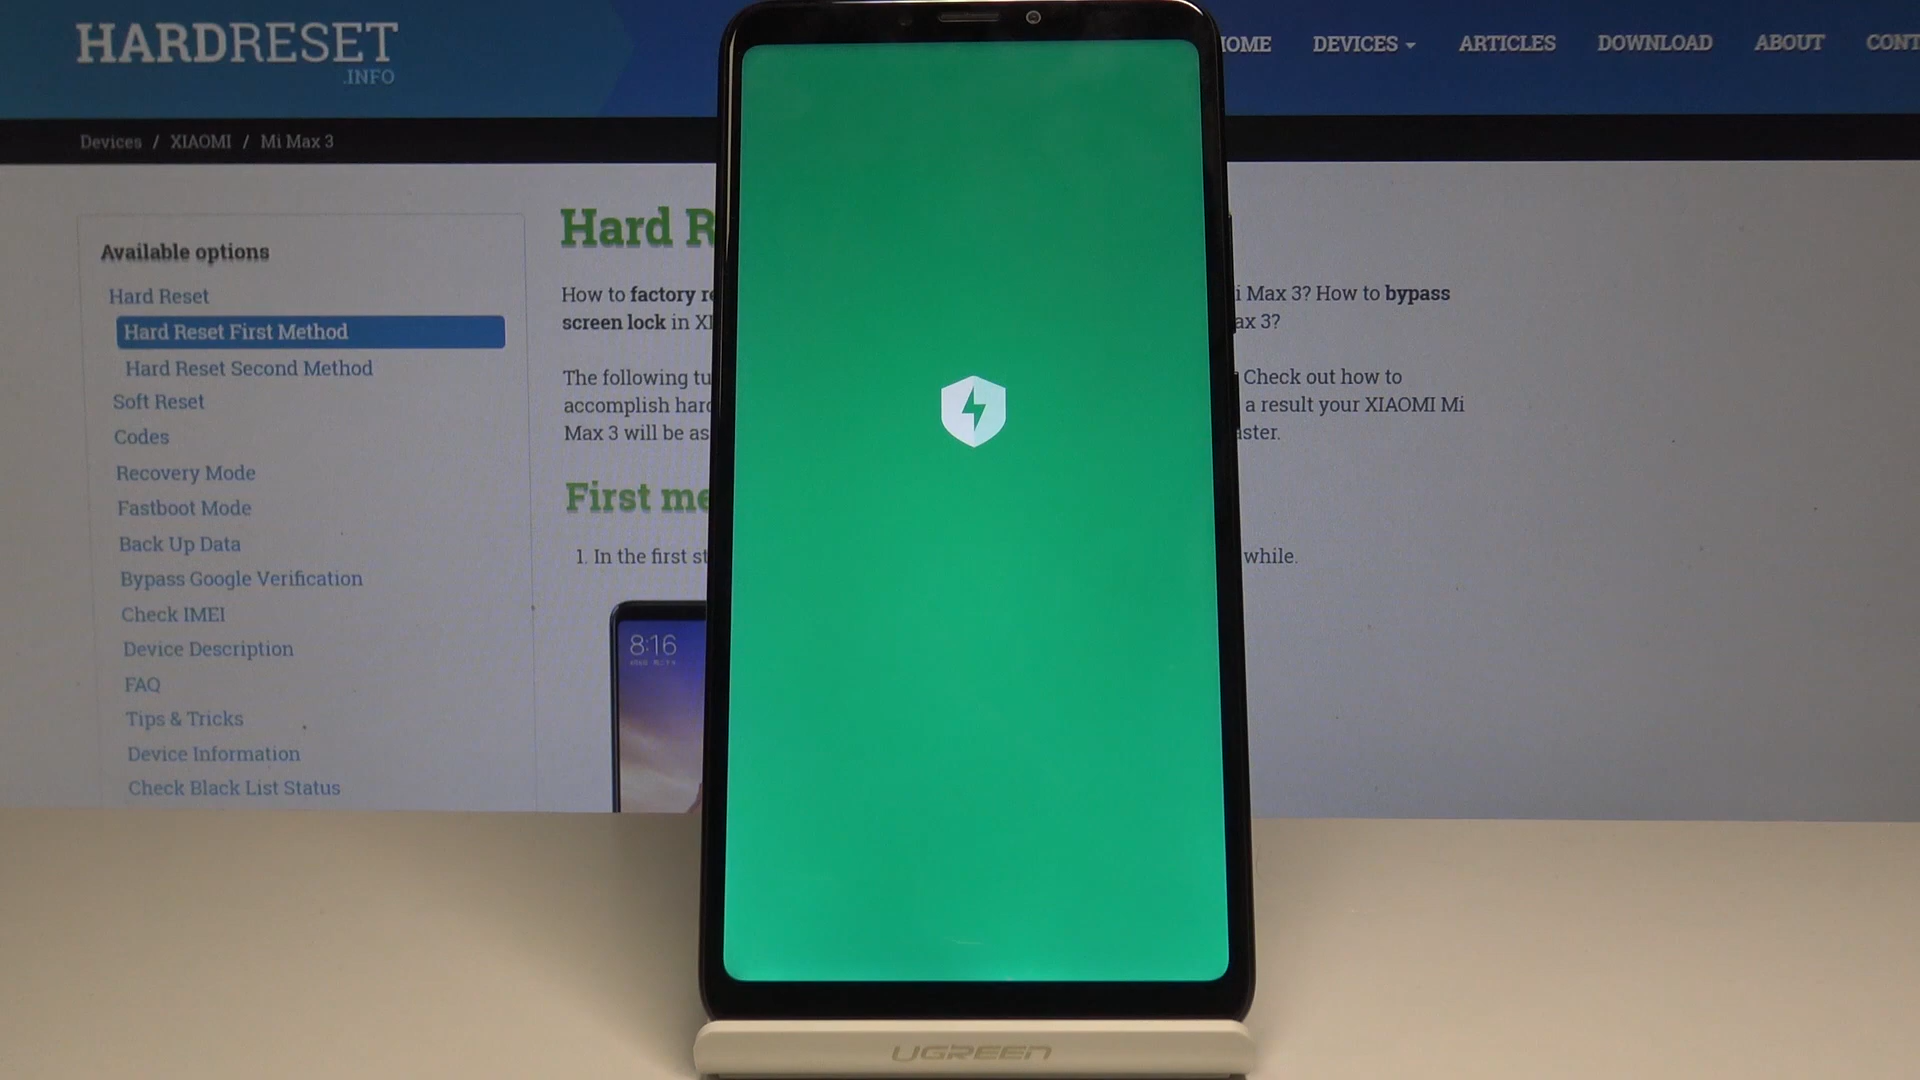 HARDRESET
.INFO
HOME DEVICES ARTICLES DOWNLOAD ABOUT CONT
Devices / XIAOMI / Mi Max 3
Available options
Hard Reset
Hard Reset First Method
Hard Reset Second Method
Soft Reset
Codes
Recovery Mode
Fastboot Mode
Back Up Data
Bypass Google Verification
Check IMEI
Device Description
FAQ
Tips & Tricks
Device Information
Check Black List Status
Hard R
How to factory re i Max 3? How to bypass
screen lock in XI ax 3?
The following tu Check out how to
accomplish hard a result your XIAOMI Mi
Max 3 will be as aster.
First me
1. In the first st while.
8:16
UGREEN